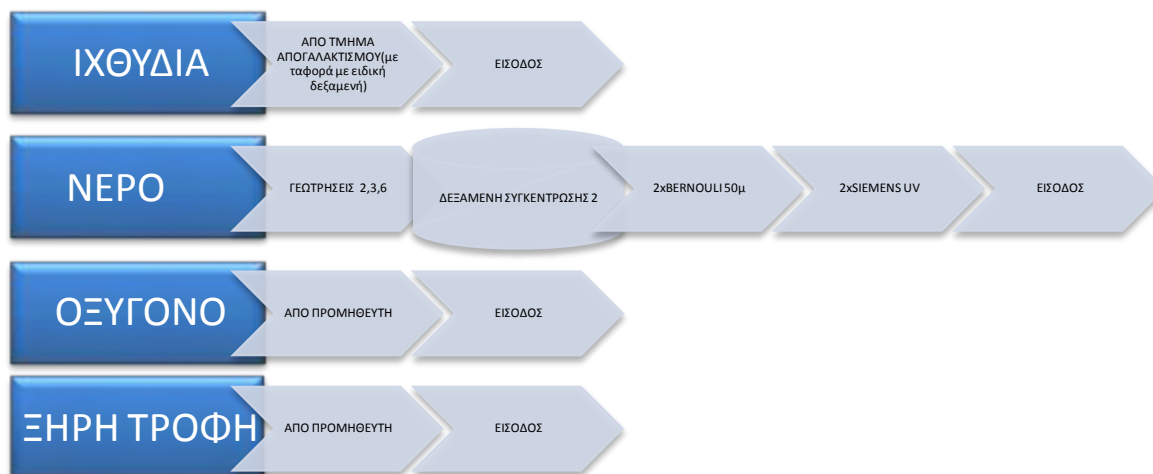 ΙΧΘΥΔΙΑ
ΑΠΟ ΤΜΗΜΑ
ΑΠΟΓΑΛΑΚΤΙΣΜΟΥ(με
ταφορά με ειδική
δεξαμενή)
ΕΙΣΟΔΟΣ
ΝΕΡΟ
ΓΕΩΤΡΗΣΕΙΣ 2,3,6
ΔΕΞΑΜΕΝΗ ΣΥΓΚΕΝΤΡΩΣΗΣ 2
2xBERNOULI 50μ
2xSIEMENS UV
ΕΙΣΟΔΟΣ
ΟΞΥΓΟΝΟ
ΑΠΟ ΠΡΟΜΗΘΕΥΤΗ
ΕΙΣΟΔΟΣ
ΞΗΡΗ ΤΡΟΦΗ
ΑΠΟ ΠΡΟΜΗΘΕΥΤΗ
ΕΙΣΟΔΟΣ